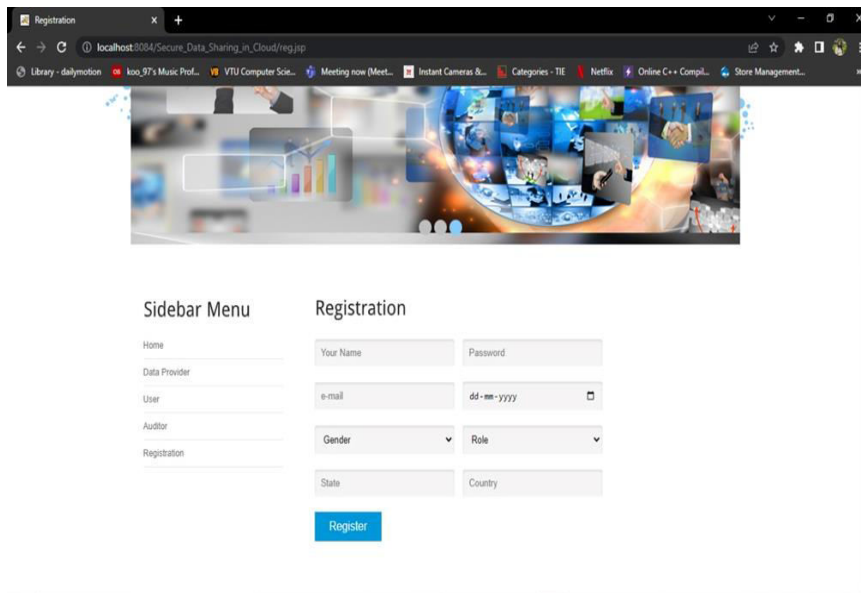 Registration
localhost:8084/Secure_Data_Sharing_in_Cloud/reg.jsp
Library - dailymotion koo_97's Music Prof... VTU Computer Scie... Meeting now (Meet... Instant Cameras &... Categories - TIE Netflix Online C++ Compil... Store Management...
Sidebar Menu
Home
Data Provider
User
Auditor
Registration
Registration
Your Name Password
e-mail dd-mm-yyyy
Gender Role
State Country
Register